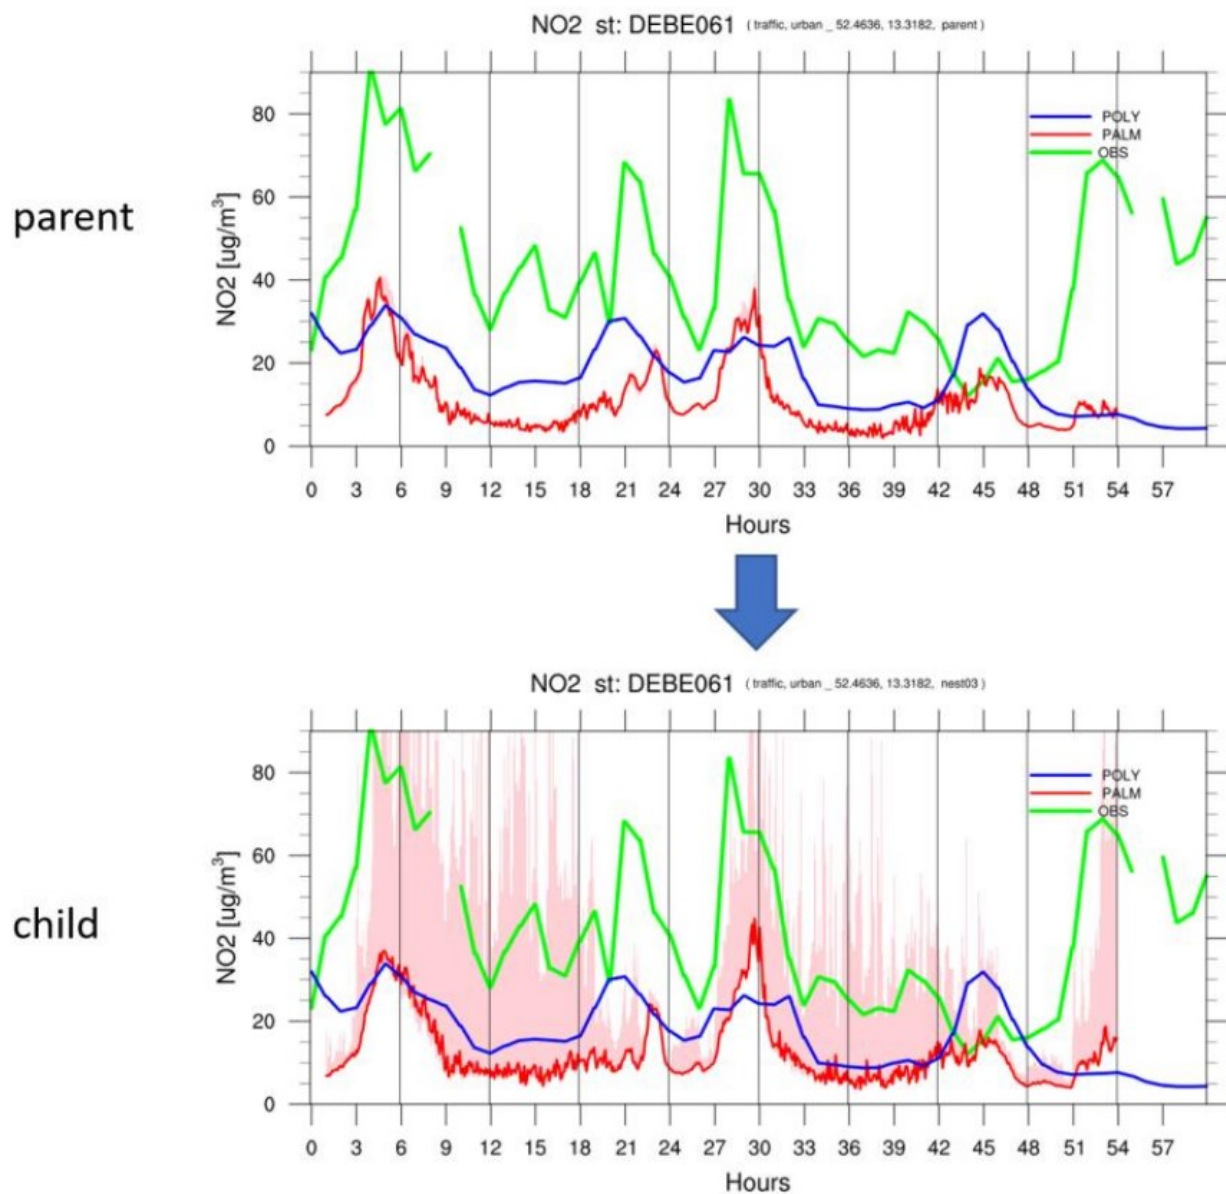 NO2 st: DEBE061 ( traffic, urban _ 52.4636, 13.3182, parent )
parent
NO2 [ug/m³]
80
60
40
20
0
POLY
PALM
OBS
0 3 6 9 12 15 18 21 24 27 30 33 36 39 42 45 48 51 54 57
Hours
NO2 st: DEBE061 ( traffic, urban _ 52.4636, 13.3182, nest03 )
child
NO2 [ug/m³]
80
60
40
20
0
POLY
PALM
OBS
0 3 6 9 12 15 18 21 24 27 30 33 36 39 42 45 48 51 54 57
Hours